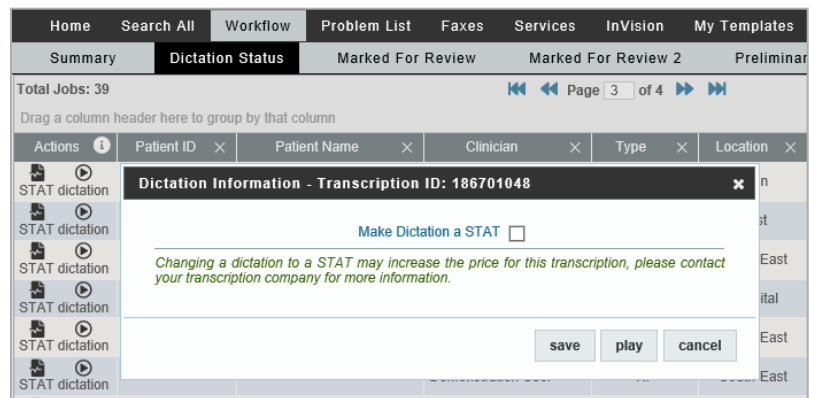 Home Search All Workflow Problem List Faxes Services InVision My Templates
Summary Dictation Status Marked For Review Marked For Review 2 Preliminar
Total Jobs: 39 Page 3 of 4
Drag a column header here to group by that column
Actions Patient ID Patient Name Clinician Type Location
STAT dictation
Dictation Information - Transcription ID: 186701048
STAT dictation
Make Dictation a STAT
STAT dictation East
Changing a dictation to a STAT may increase the price for this transcription, please contact
your transcription company for more information.
STAT dictation ital
STAT dictation East
save play cancel
STAT dictation East